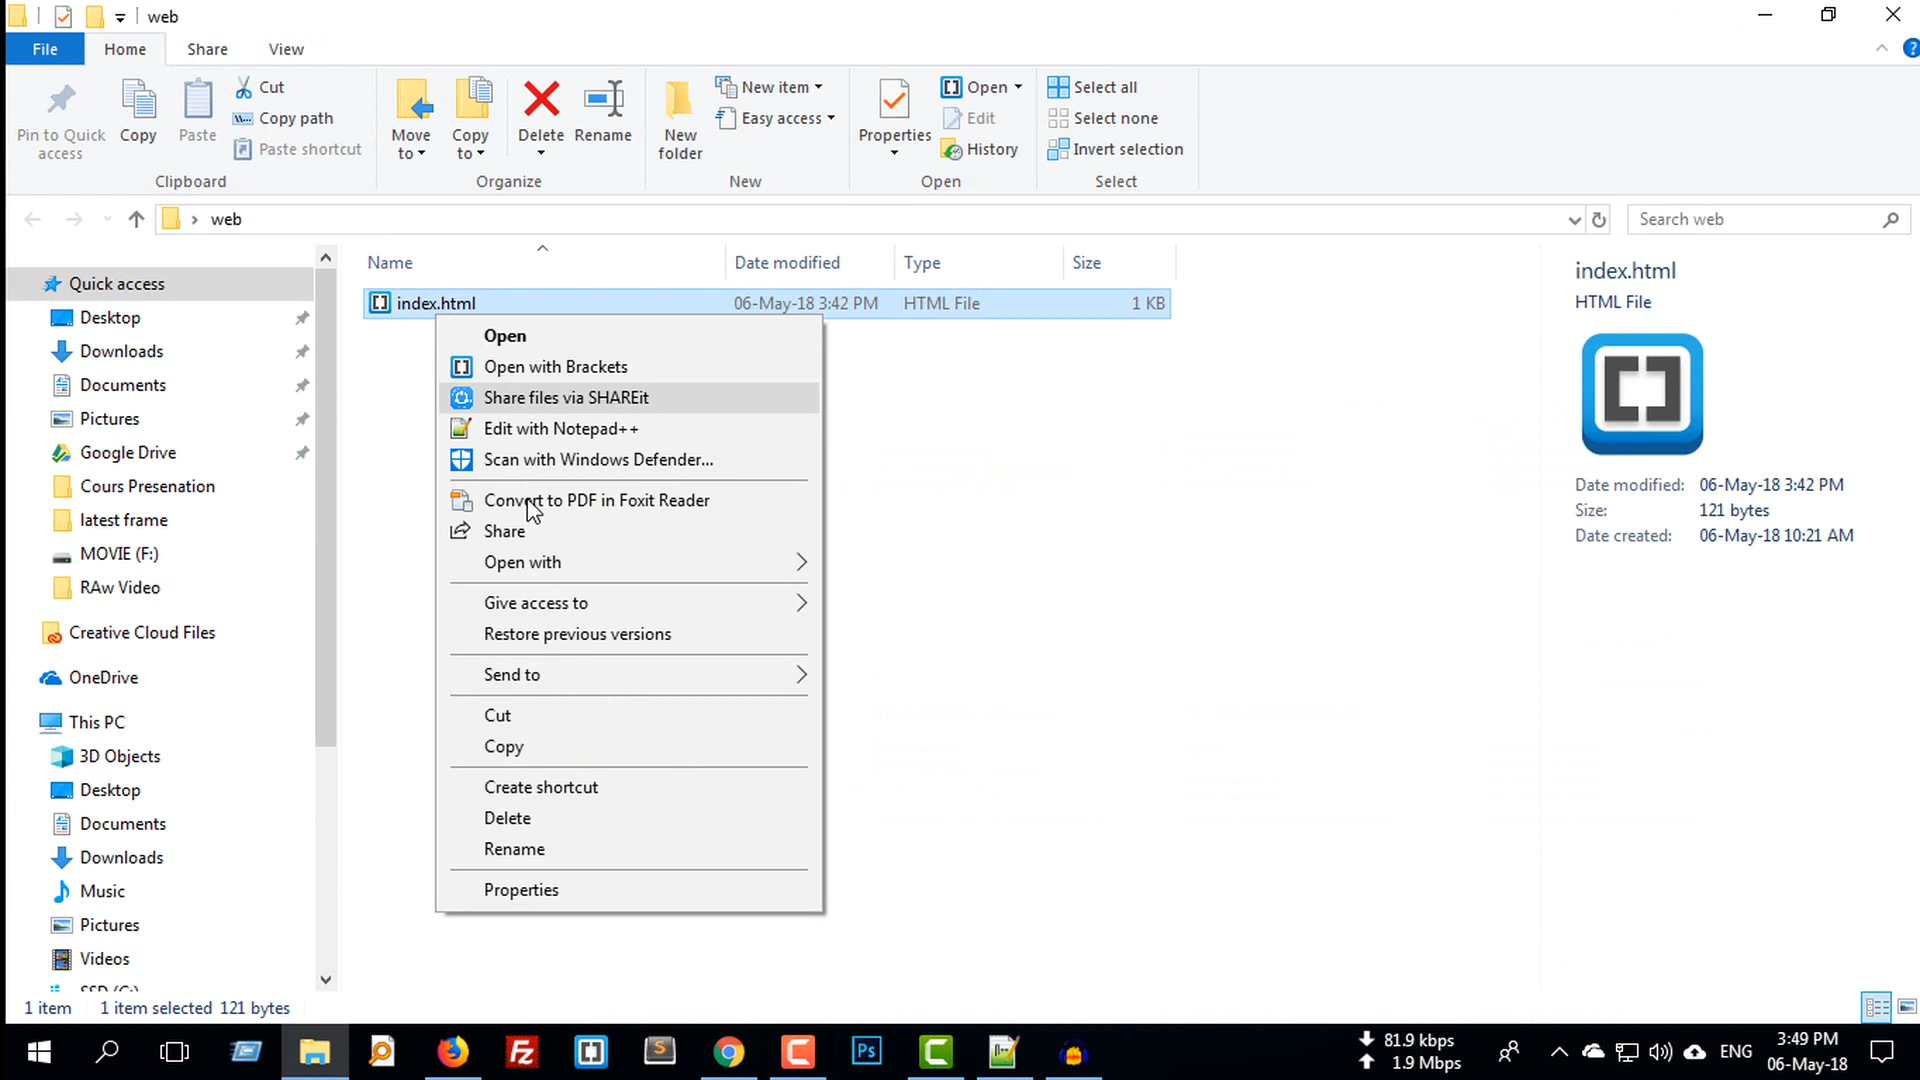 web
File
Home
Share
View
Pin to Quick access
Copy
Paste
Cut
Copy path
Paste shortcut
Clipboard
Move to
Copy to
Delete
Rename
Organize
New folder
New item
Easy access
New
Properties
Open
Edit
History
Open
Select all
Select none
Invert selection
Select
web
Search web
Name
Date modified
Type
Size
Quick access
Desktop
Downloads
Documents
Pictures
Google Drive
Cours Presenation
latest frame
MOVIE (F:)
RAw Video
Creative Cloud Files
OneDrive
This PC
3D Objects
Desktop
Documents
Downloads
Music
Pictures
Videos
SSD (C:)
index.html 06-May-18 3:42 PM HTML File 1 KB
Open
Open with Brackets
Share files via SHAREit
Edit with Notepad++
Scan with Windows Defender...
Convert to PDF in Foxit Reader
Share
Open with
Give access to
Restore previous versions
Send to
Cut
Copy
Create shortcut
Delete
Rename
Properties
index.html
HTML File
Date modified: 06-May-18 3:42 PM
Size: 121 bytes
Date created: 06-May-18 10:21 AM
1 item 1 item selected 121 bytes
Fz
S
Ps
81.9 kbps
1.9 Mbps
ENG
3:49 PM
06-May-18